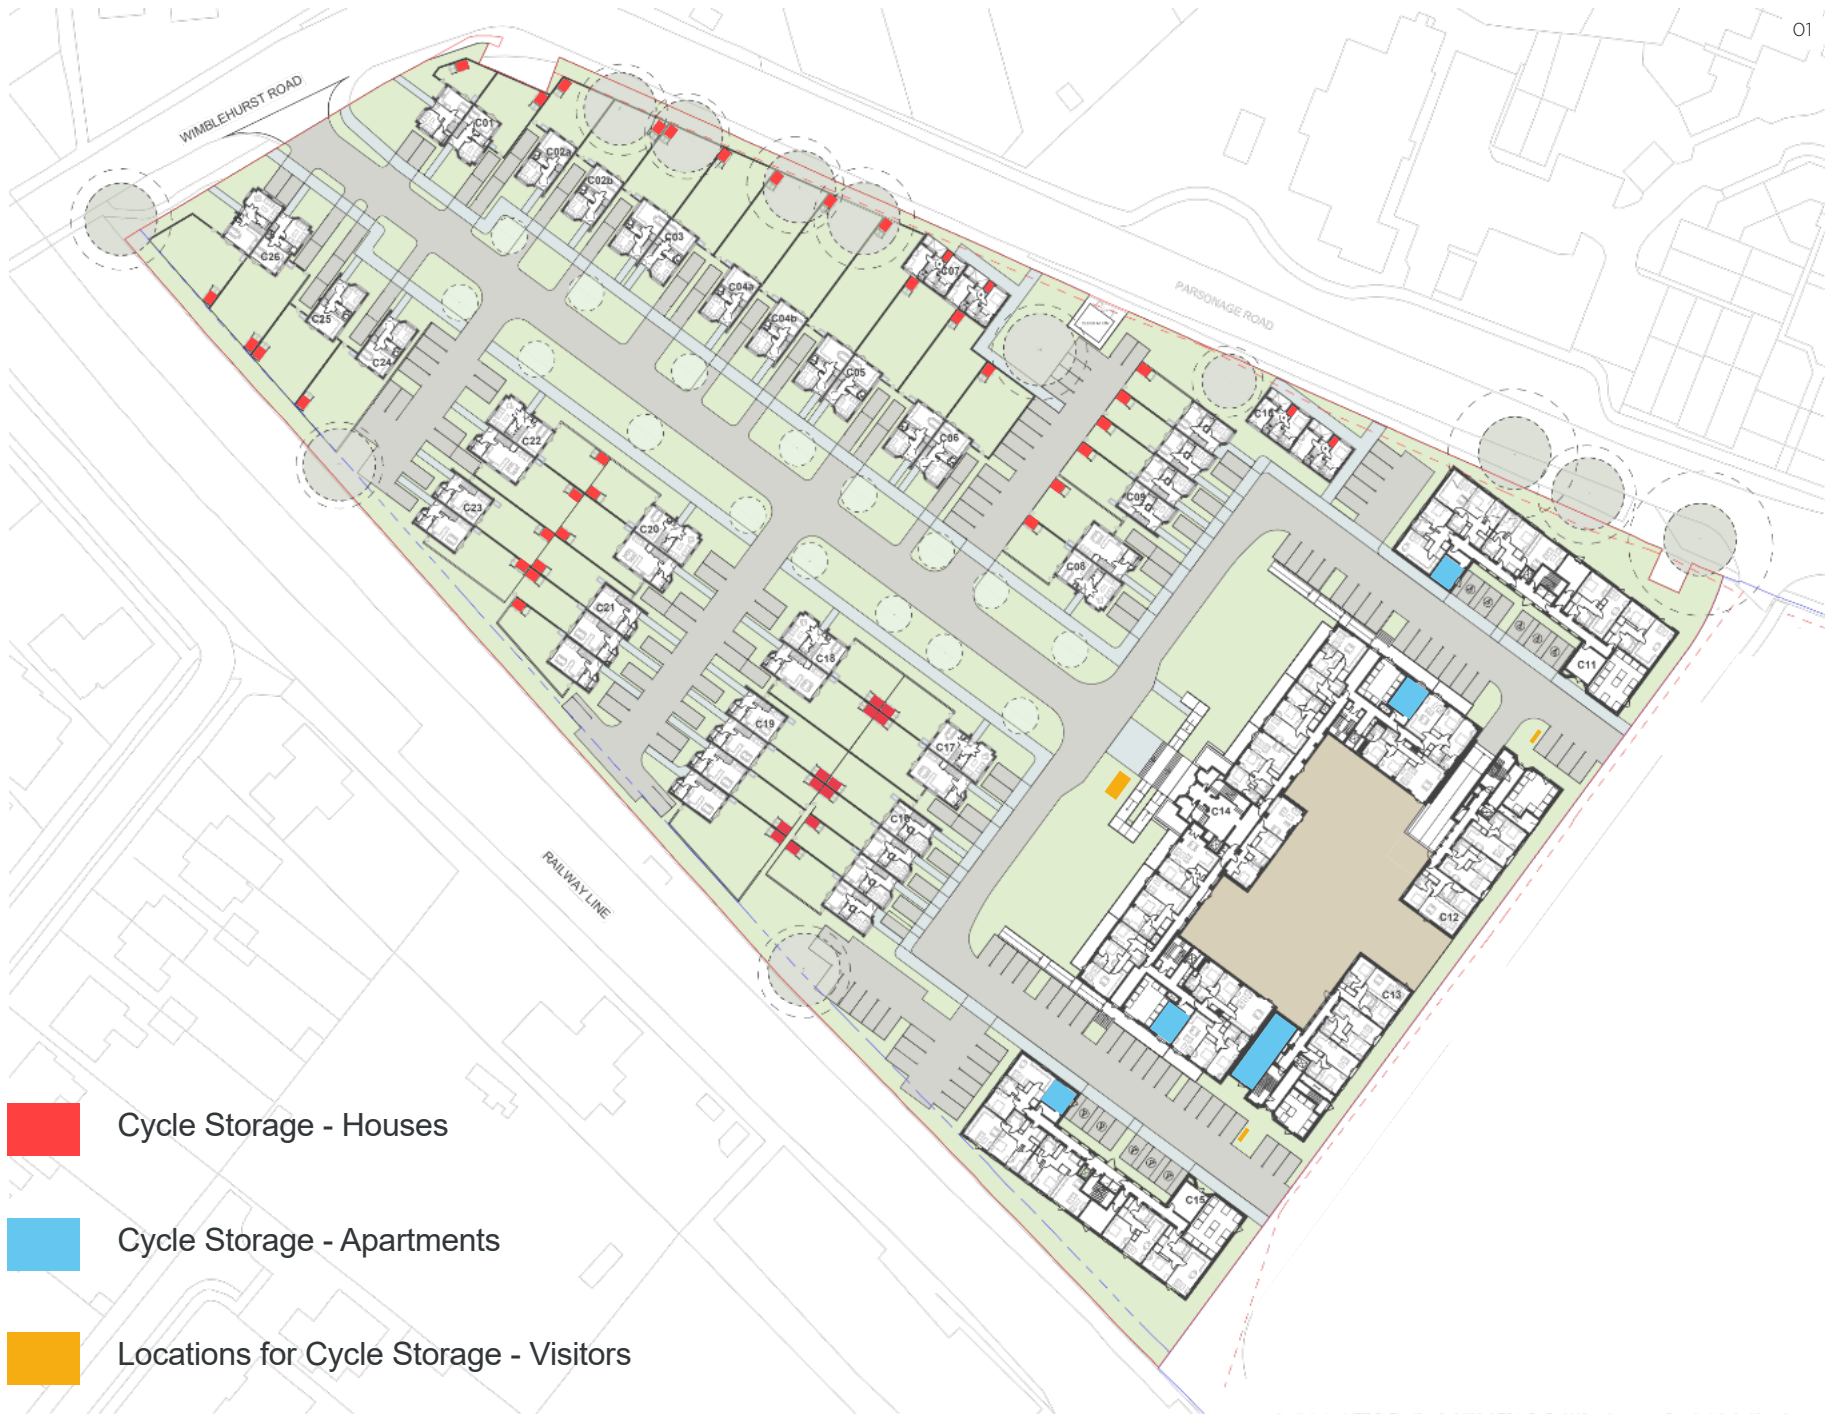 01
WIMBLEHURST ROAD
C01
C02a
C02b
C03
C04a
C04b
C05
C06
C07
PARSONAGE ROAD
C26
C25
C24
C22
C23
C20
C21
C09
C08
C10
C11
C18
C19
C17
C16
C14
C12
C13
C15
RAILWAY LINE
Cycle Storage - Houses
Cycle Storage - Apartments
Locations for Cycle Storage - Visitors